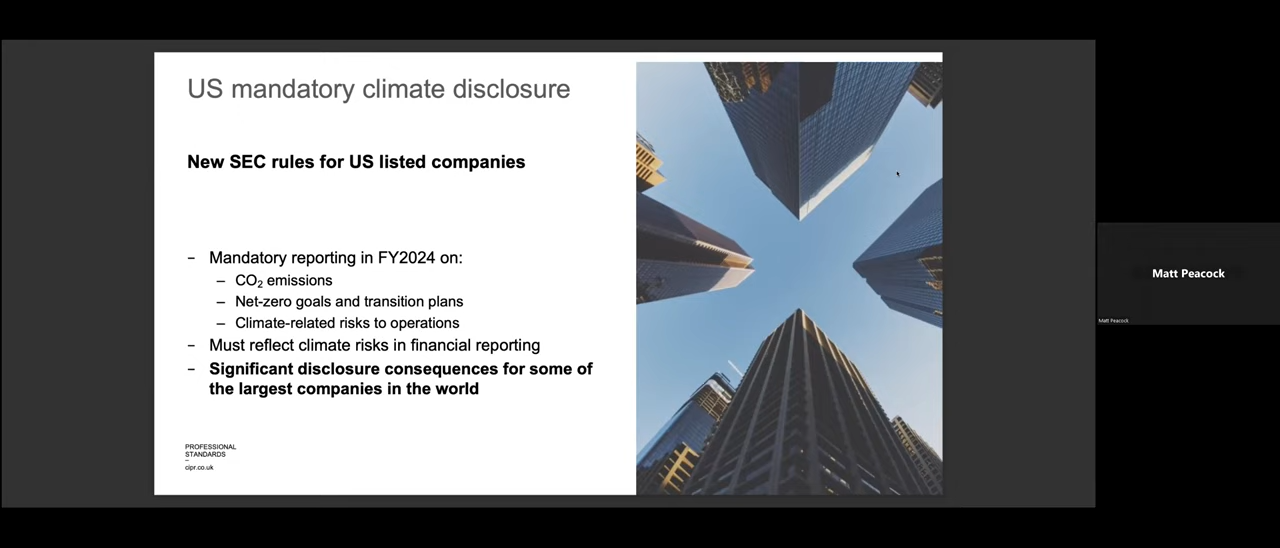 US mandatory climate disclosure
New SEC rules for US listed companies
– Mandatory reporting in FY2024 on:
– CO₂ emissions
– Net-zero goals and transition plans
– Climate-related risks to operations
– Must reflect climate risks in financial reporting
– Significant disclosure consequences for some of
the largest companies in the world
PROFESSIONAL
STANDARDS
–
cipr.co.uk
Matt Peacock
Matt Peacock